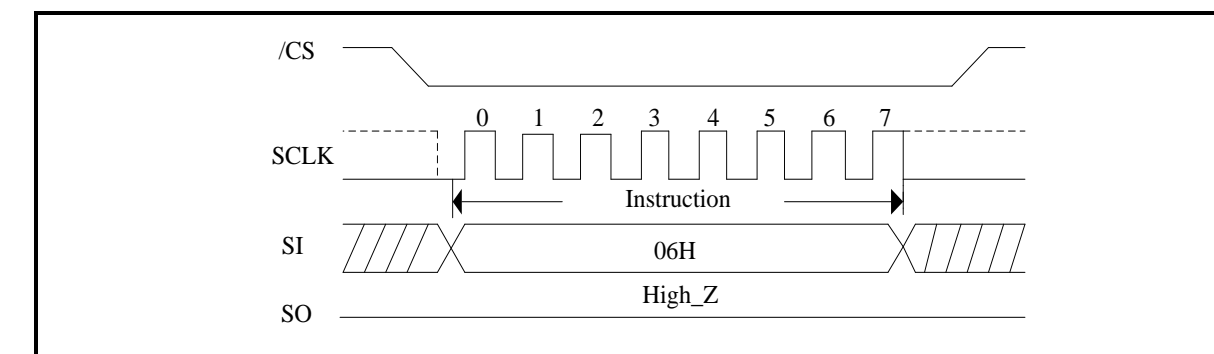 /CS
0 1 2 3 4 5 6 7
SCLK
Instruction
SI
06H
High_Z
SO